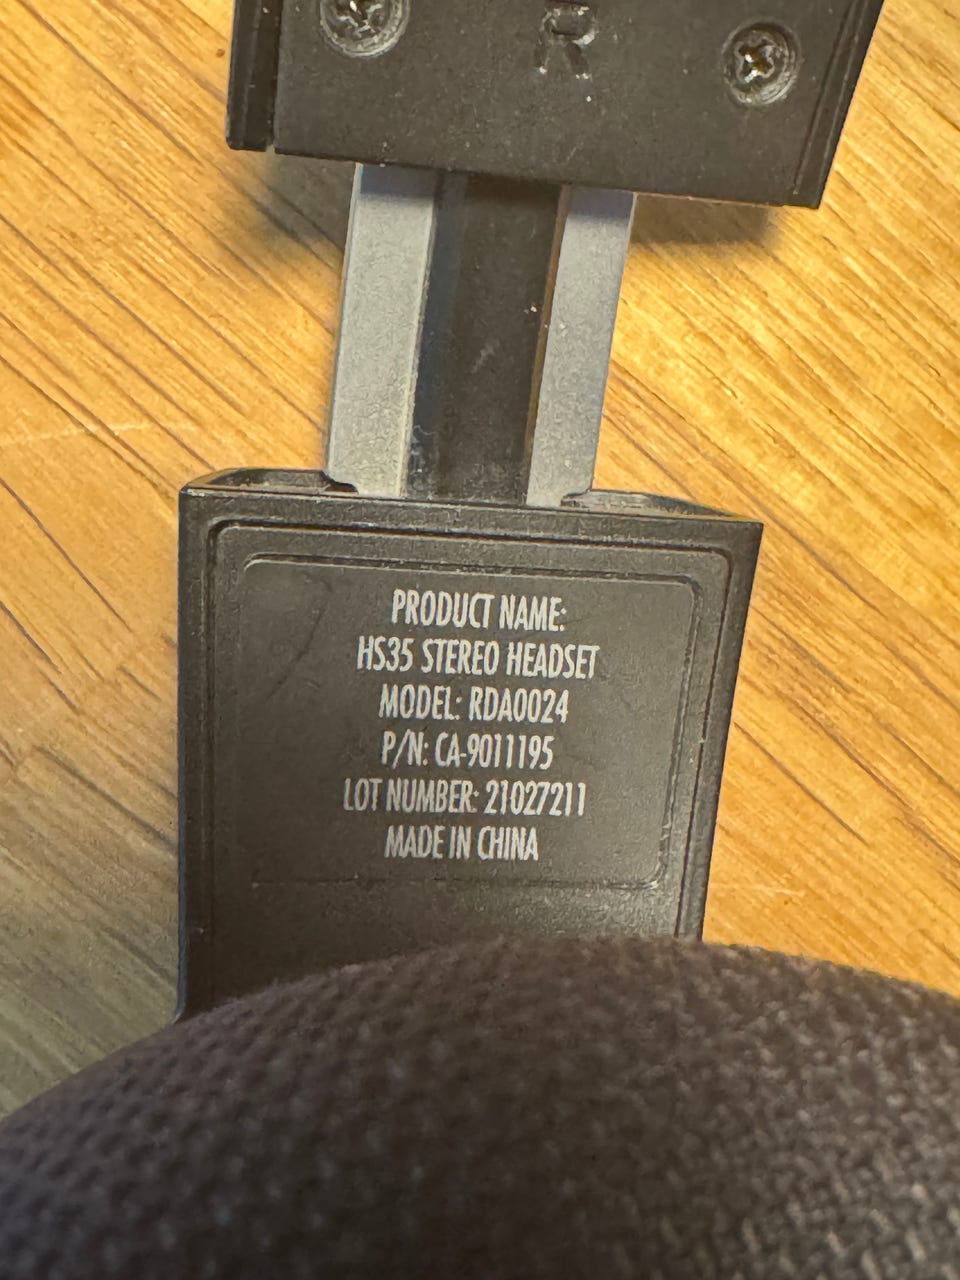 R
PRODUCT NAME:
HS35 STEREO HEADSET
MODEL: RDA0024
P/N: CA-9011195
LOT NUMBER: 21027211
MADE IN CHINA